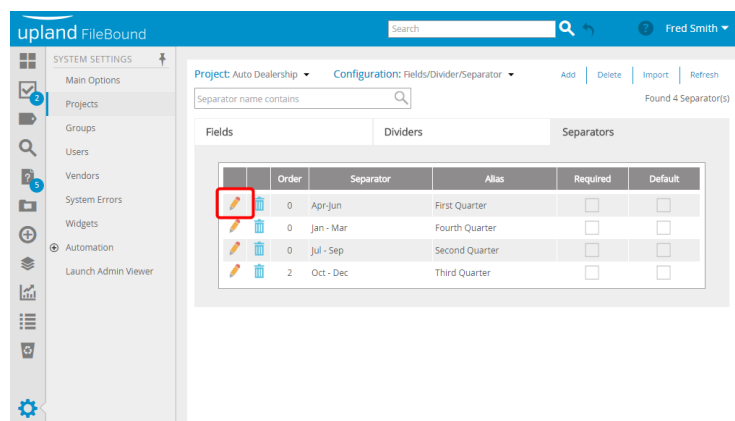 upland FileBound
Search
? Fred Smith
SYSTEM SETTINGS
Main Options
Projects
Groups
Users
Vendors
System Errors
Widgets
Automation
Launch Admin Viewer
2
?
5
Project: Auto Dealership
Configuration: Fields/Divider/Separator
Add Delete Import Refresh
Separator name contains
Found 4 Separator(s)
Fields Dividers Separators
Order Separator Alias Required Default
0 Apr-Jun First Quarter
0 Jan - Mar Fourth Quarter
0 Jul - Sep Second Quarter
2 Oct - Dec Third Quarter